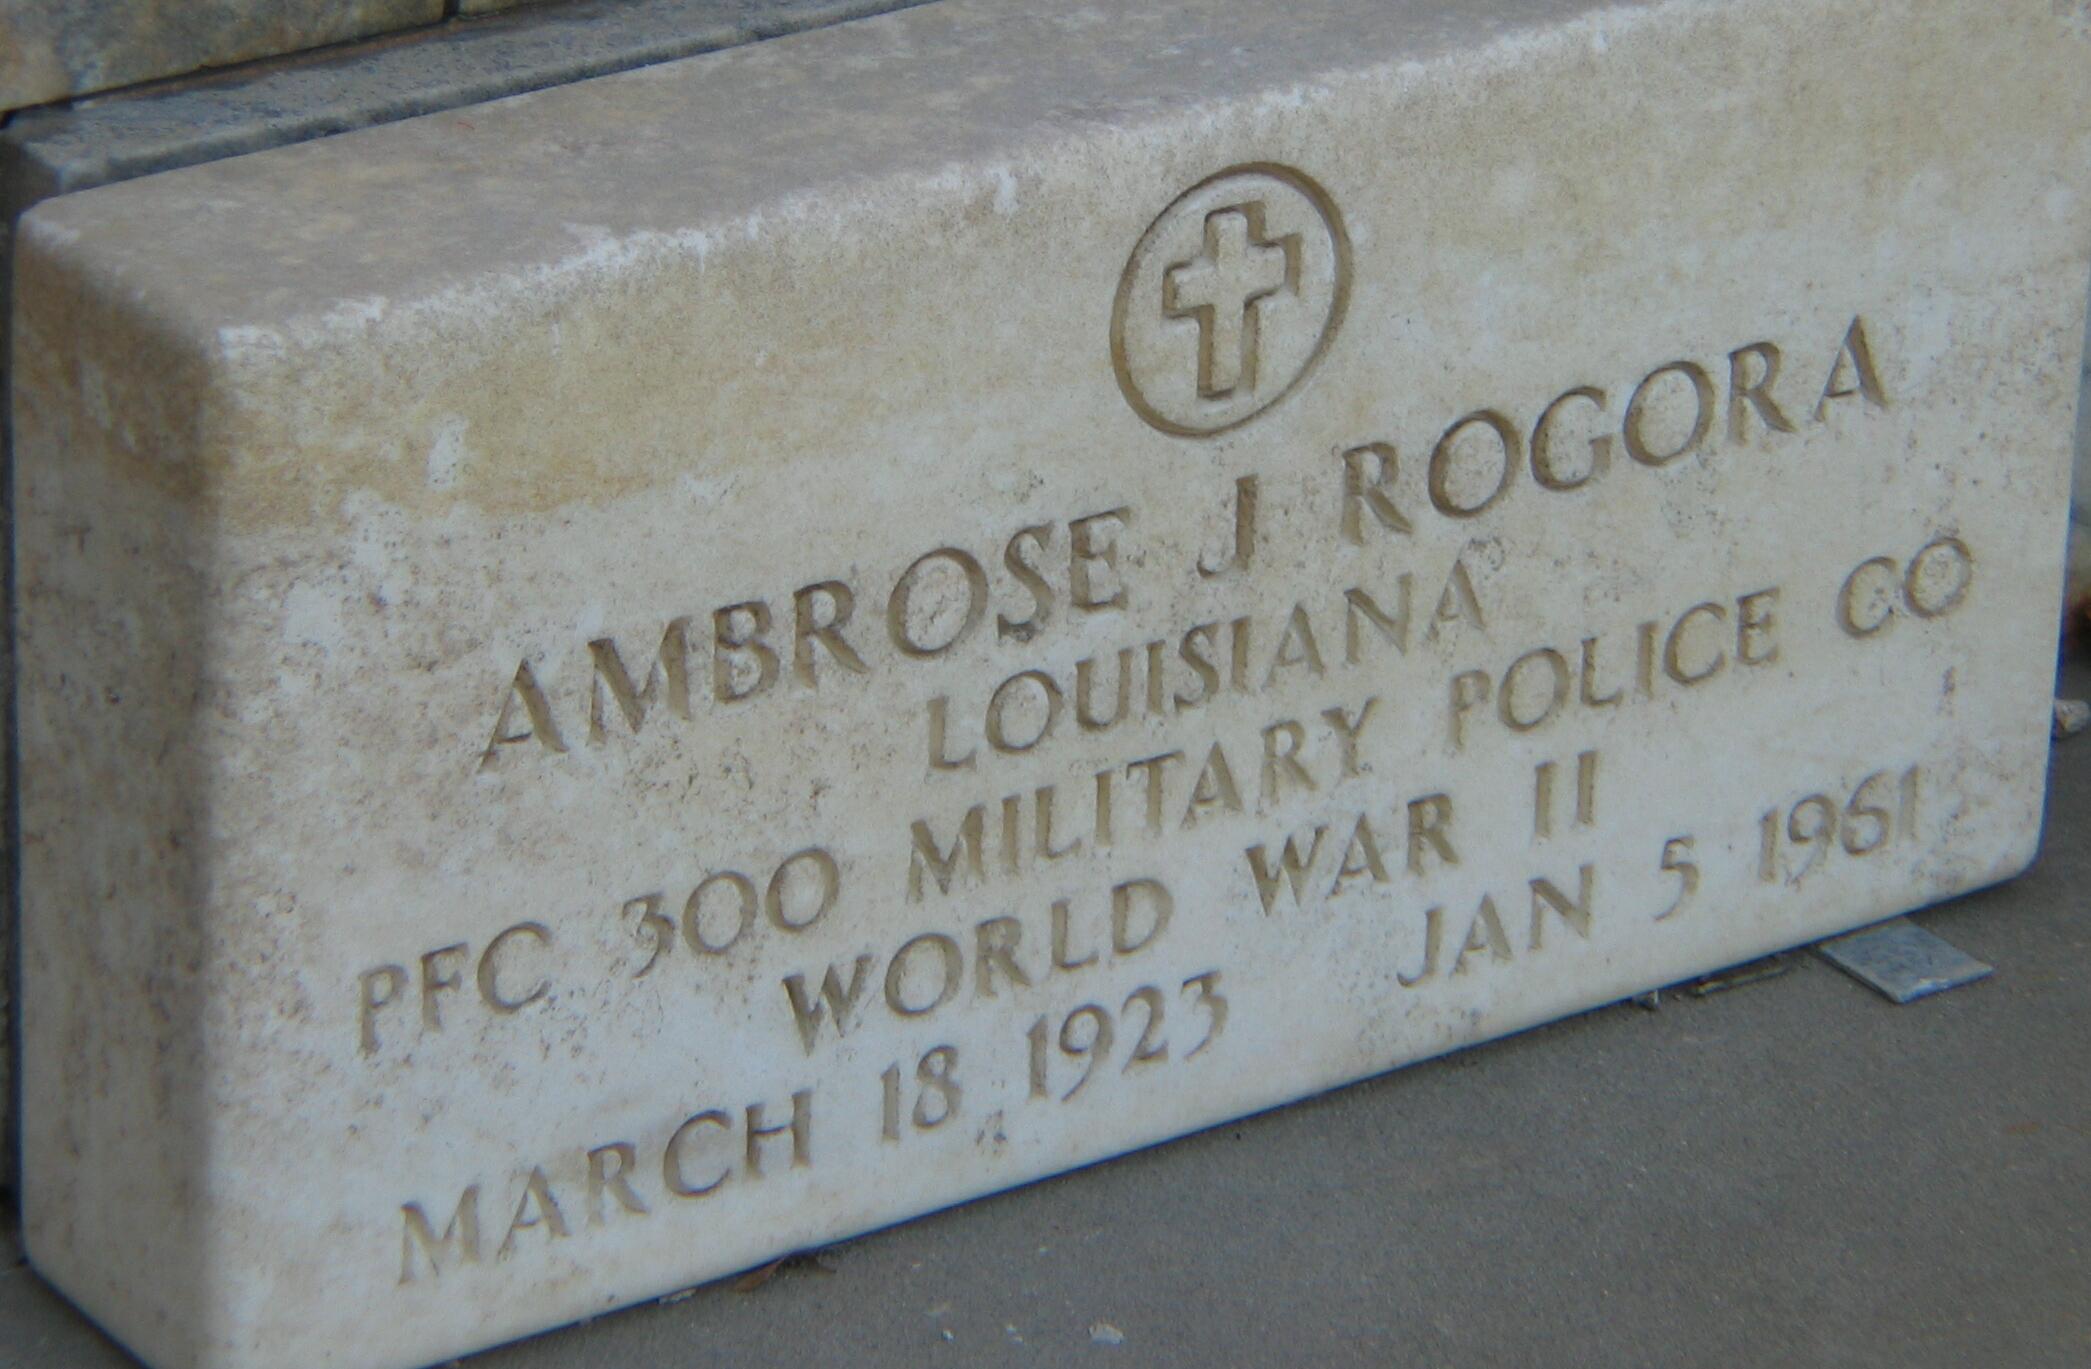 AMBROSE J ROGORA
LOUISIANA
PFC 300 MILITARY POLICE CO
WORLD WAR II
MARCH 18 1923 JAN 5 1961